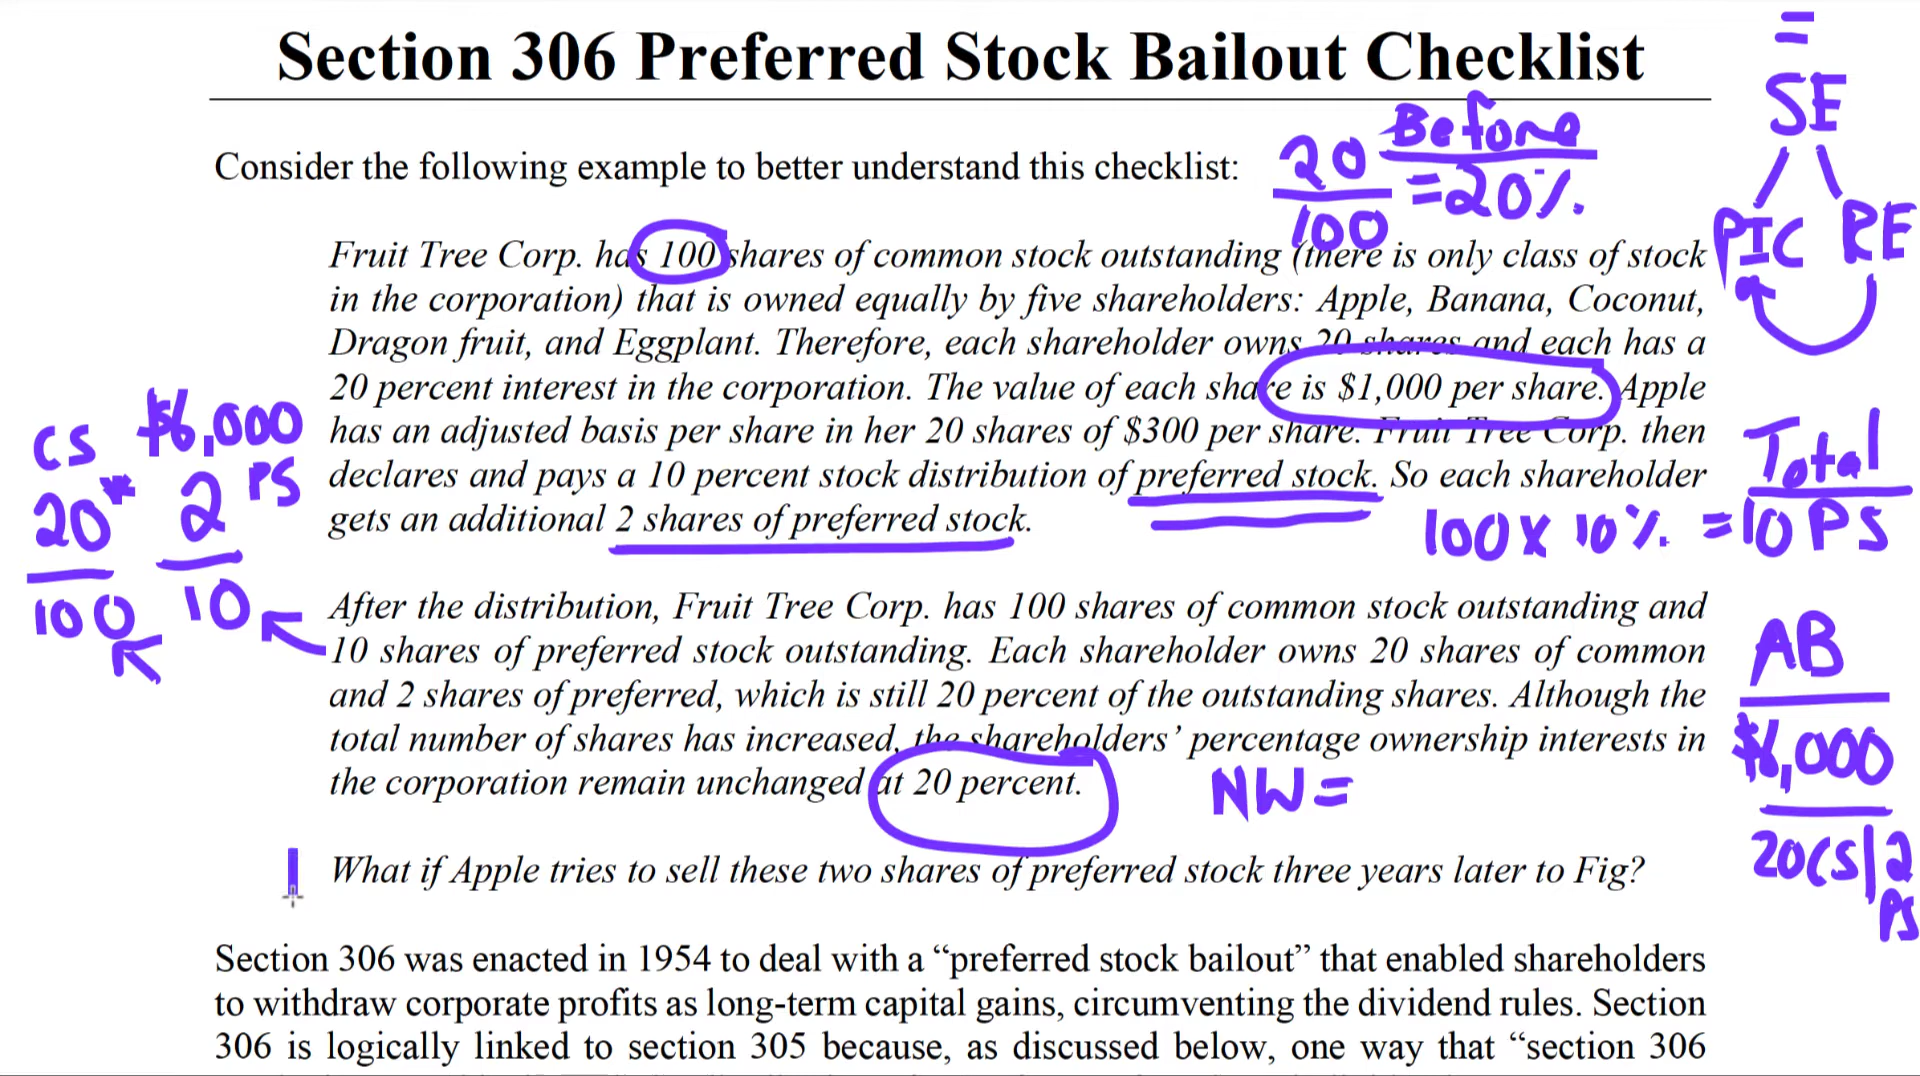 Section 306 Preferred Stock Bailout Checklist
=
SE
PIC RE
Before
20
100
=20%.
Consider the following example to better understand this checklist:
Fruit Tree Corp. has 100 shares of common stock outstanding (there is only class of stock
in the corporation) that is owned equally by five shareholders: Apple, Banana, Coconut,
Dragon fruit, and Eggplant. Therefore, each shareholder owns 20 shares and each has a
20 percent interest in the corporation. The value of each share is $1,000 per share. Apple
has an adjusted basis per share in her 20 shares of $300 per share. Fruit Tree Corp. then
declares and pays a 10 percent stock distribution of preferred stock. So each shareholder
gets an additional 2 shares of preferred stock.
CS $6,000
20* 2 PS
100 10
Total
100 x 10%. = 10 PS
After the distribution, Fruit Tree Corp. has 100 shares of common stock outstanding and
10 shares of preferred stock outstanding. Each shareholder owns 20 shares of common
and 2 shares of preferred, which is still 20 percent of the outstanding shares. Although the
total number of shares has increased, the shareholders’ percentage ownership interests in
the corporation remain unchanged at 20 percent.
NW=
AB
$6,000
20CS|2
PS
What if Apple tries to sell these two shares of preferred stock three years later to Fig?
Section 306 was enacted in 1954 to deal with a “preferred stock bailout” that enabled shareholders
to withdraw corporate profits as long-term capital gains, circumventing the dividend rules. Section
306 is logically linked to section 305 because, as discussed below, one way that “section 306